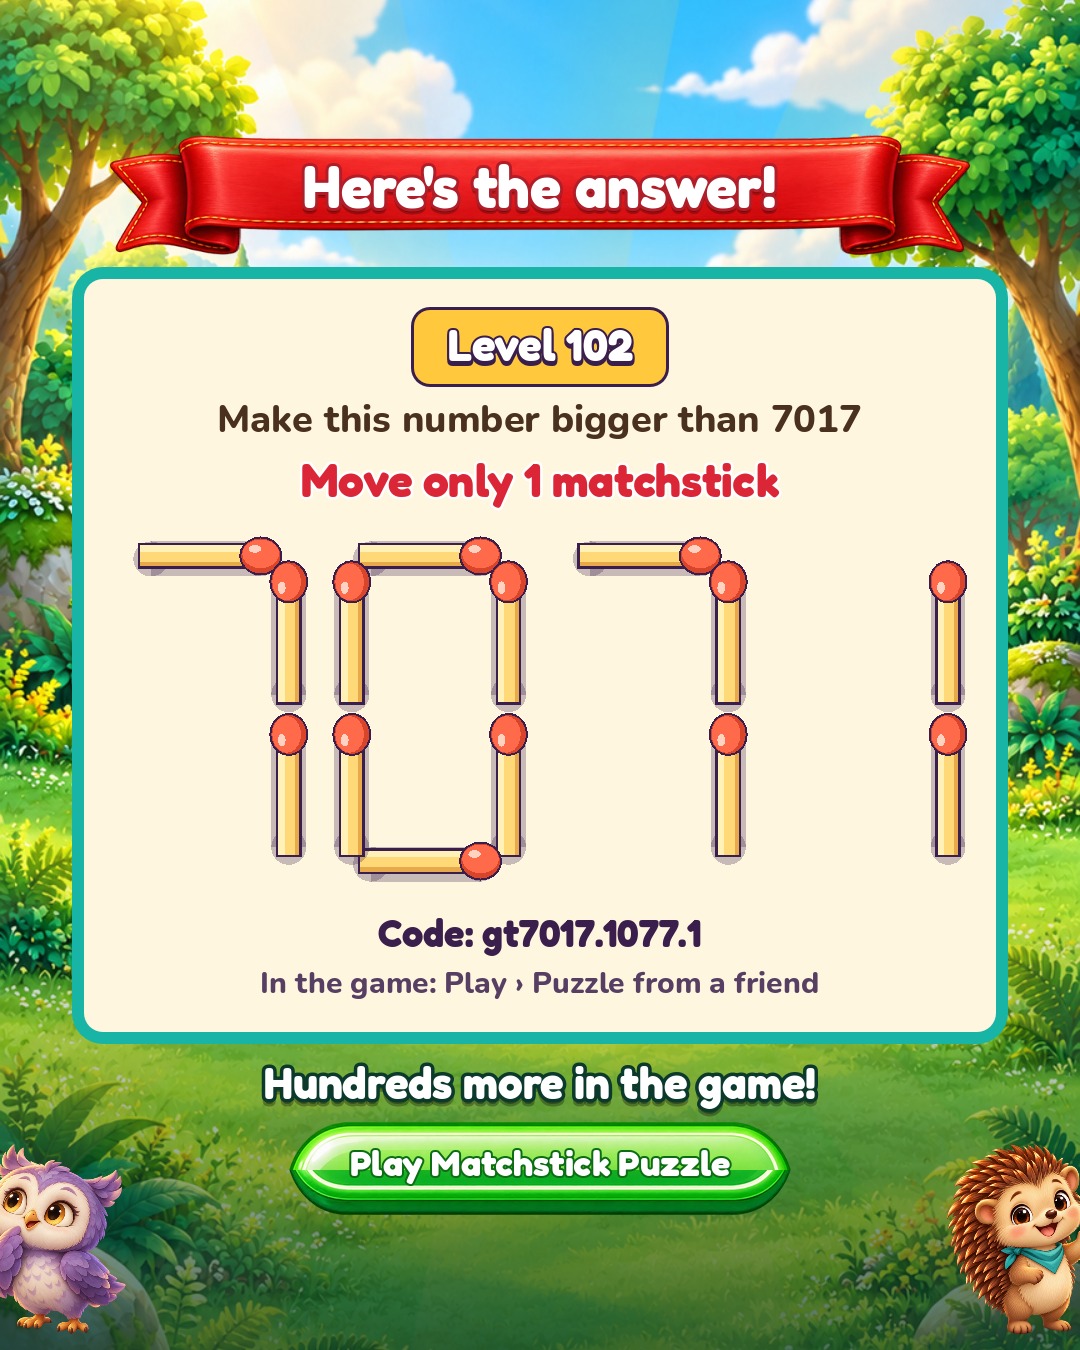 Here's the answer!
Level 102
Make this number bigger than 7017
Move only 1 matchstick
7071
Code: gt7017.1077.1
In the game: Play › Puzzle from a friend
Hundreds more in the game!
Play Matchstick Puzzle